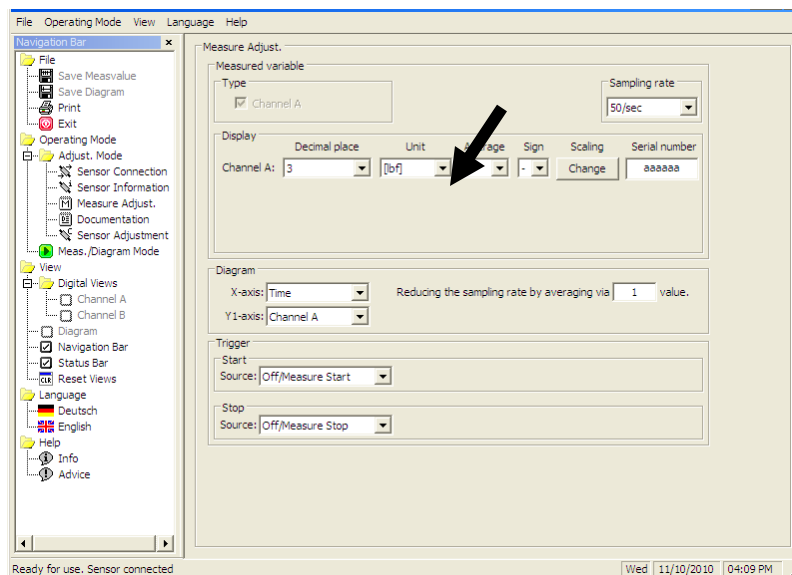 File Operating Mode View Language Help
Navigation Bar
File
Save Measvalue
Save Diagram
Print
Exit
Operating Mode
Adjust. Mode
Sensor Connection
Sensor Information
Measure Adjust.
Documentation
Sensor Adjustment
Meas./Diagram Mode
View
Digital Views
Channel A
Channel B
Diagram
Navigation Bar
Status Bar
CLR Reset Views
Language
Deutsch
English
Help
Info
Advice
Measure Adjust.
Measured variable
Type
Channel A
Sampling rate
50/sec
Display
Decimal place Unit Sign Scaling Serial number
Channel A: 3 [lbf] - Change aaaaaa
Diagram
X-axis: Time Reducing the sampling rate by averaging via 1 value.
Y1-axis: Channel A
Trigger
Start
Source: Off/Measure Start
Stop
Source: Off/Measure Stop
Ready for use. Sensor connected Wed 11/10/2010 04:09 PM